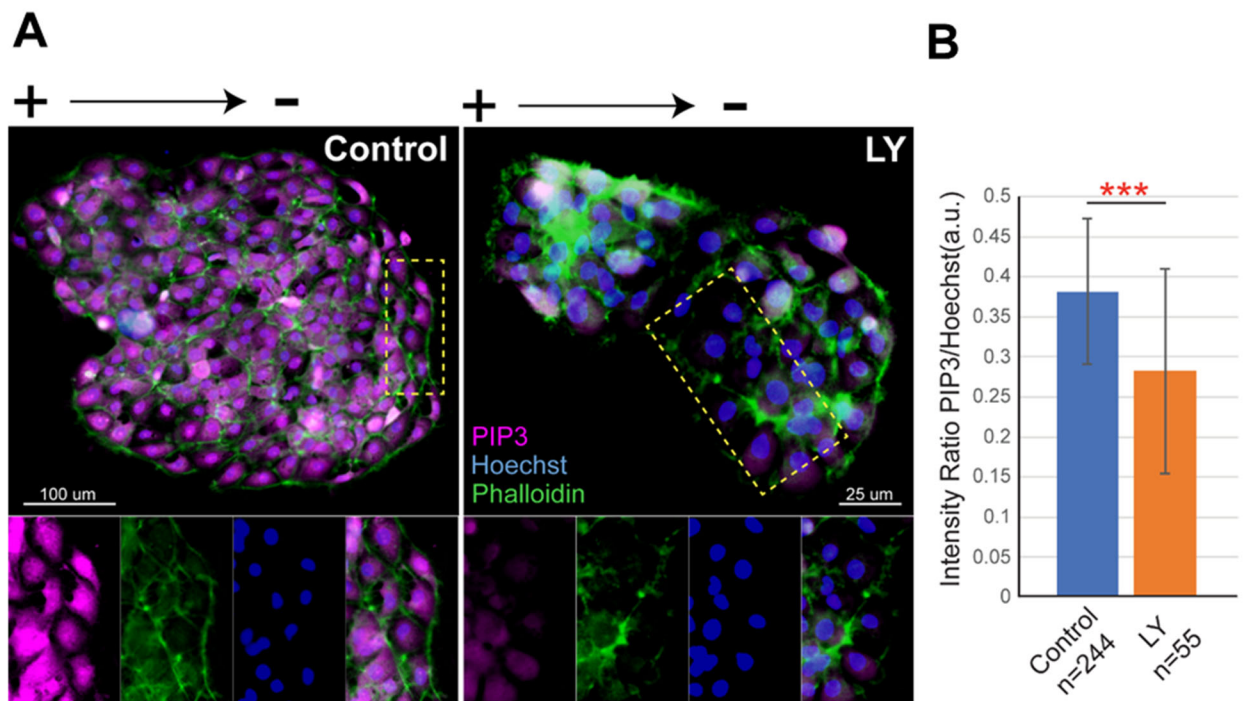 A
B
+ -
+ -
Control
LY
PIP3
Hoechst
Phalloidin
100 um
25 um
***
Intensity Ratio PIP3/Hoechst(a.u.)
0.5
0.45
0.4
0.35
0.3
0.25
0.2
0.15
0.1
0.05
0
Control
n=244
LY
n=55